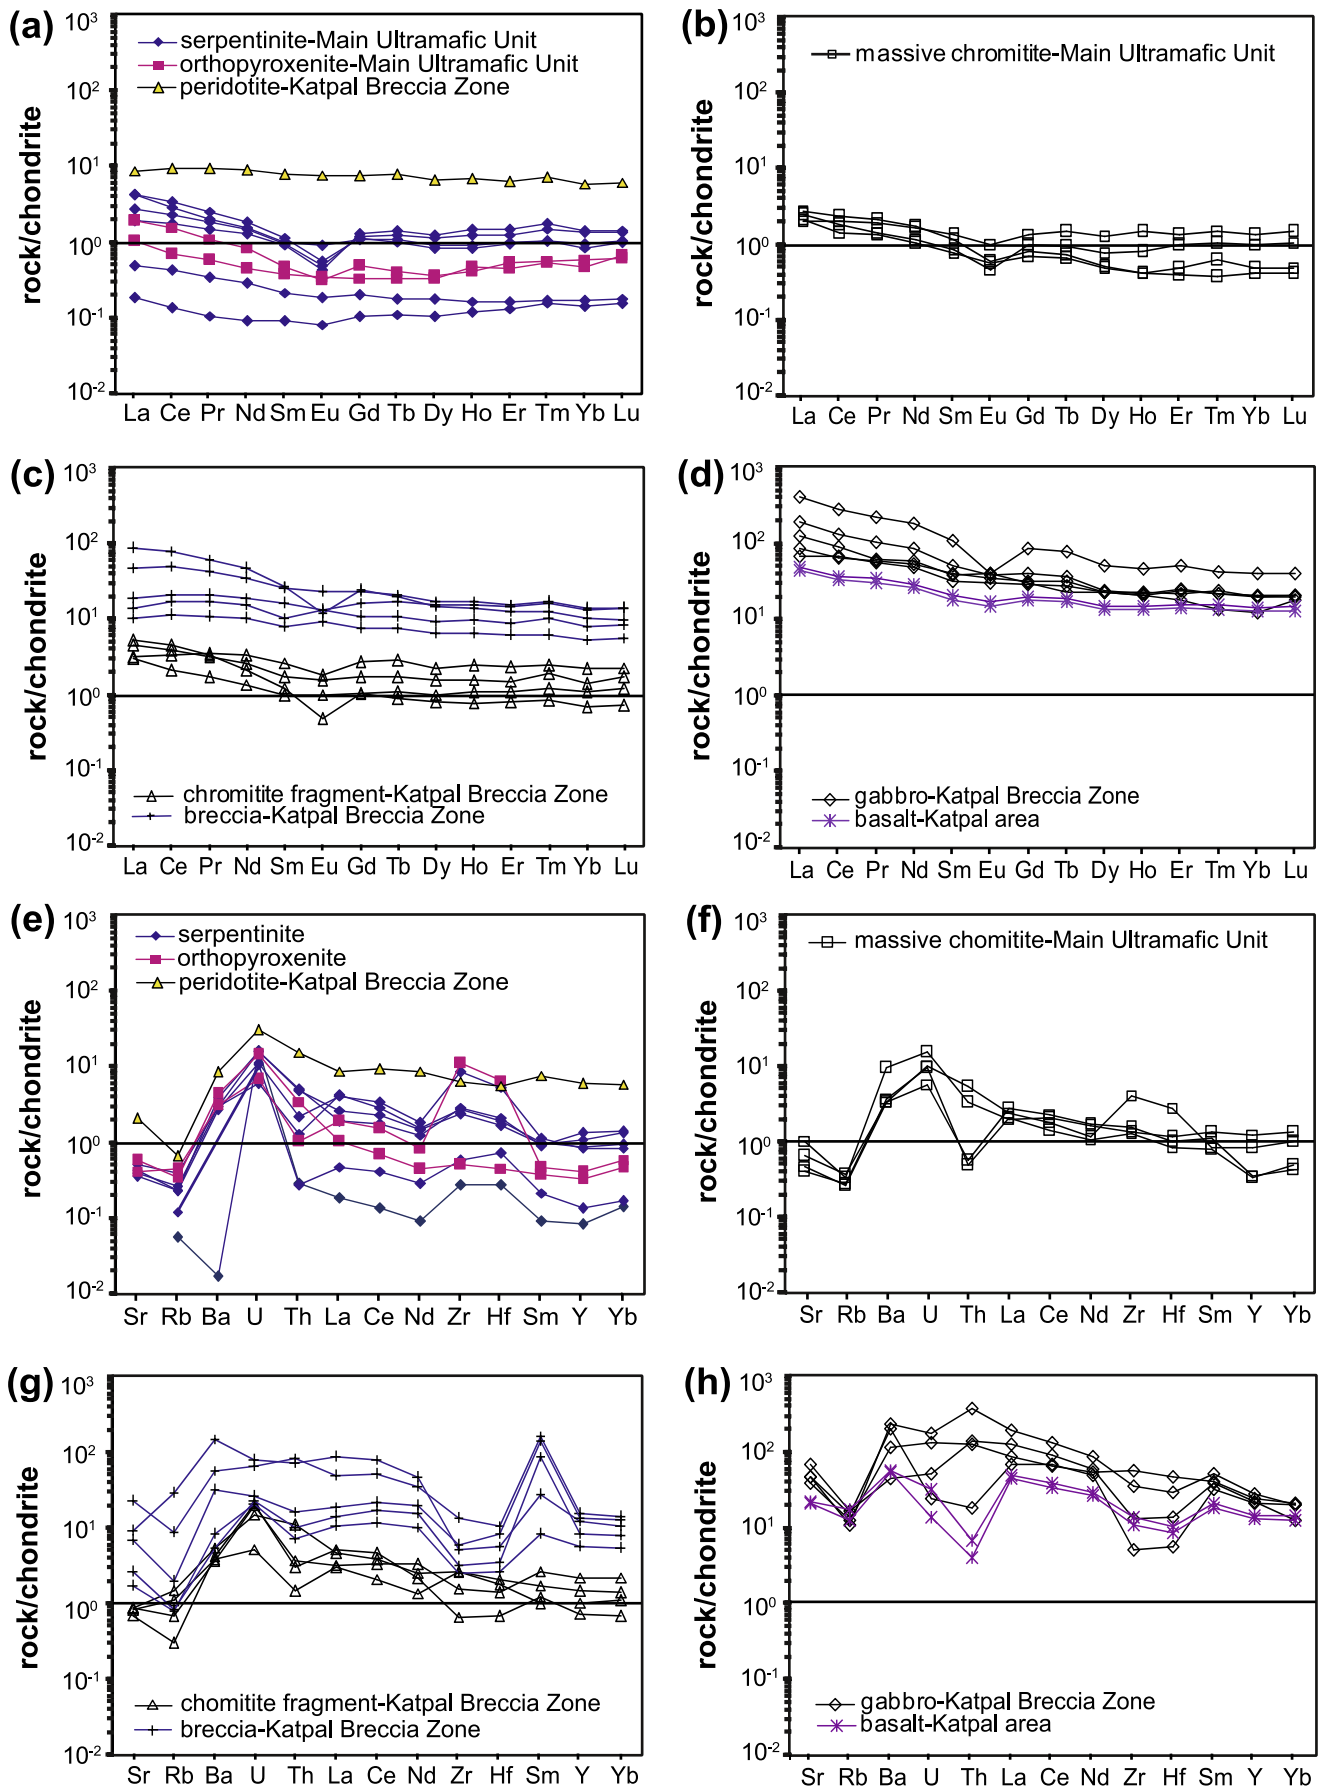 (a)
10³
10²
10¹
10⁰
10⁻¹
10⁻²
rock/chondrite
serpentinite-Main Ultramafic Unit
orthopyroxenite-Main Ultramafic Unit
peridotite-Katpal Breccia Zone
La Ce Pr Nd Sm Eu Gd Tb Dy Ho Er Tm Yb Lu
(b)
10³
10²
10¹
10⁰
10⁻¹
10⁻²
rock/chondrite
massive chromitite-Main Ultramafic Unit
La Ce Pr Nd Sm Eu Gd Tb Dy Ho Er Tm Yb Lu
(c)
10³
10²
10¹
10⁰
10⁻¹
10⁻²
rock/chondrite
chromitite fragment-Katpal Breccia Zone
breccia-Katpal Breccia Zone
La Ce Pr Nd Sm Eu Gd Tb Dy Ho Er Tm Yb Lu
(d)
10³
10²
10¹
10⁰
10⁻¹
10⁻²
rock/chondrite
gabbro-Katpal Breccia Zone
basalt-Katpal area
La Ce Pr Nd Sm Eu Gd Tb Dy Ho Er Tm Yb Lu
(e)
10³
10²
10¹
10⁰
10⁻¹
10⁻²
rock/chondrite
serpentinite
orthopyroxenite
peridotite-Katpal Breccia Zone
Sr Rb Ba U Th La Ce Nd Zr Hf Sm Y Yb
(f)
10³
10²
10¹
10⁰
10⁻¹
10⁻²
rock/chondrite
massive chomitite-Main Ultramafic Unit
Sr Rb Ba U Th La Ce Nd Zr Hf Sm Y Yb
(g)
10³
10²
10¹
10⁰
10⁻¹
10⁻²
rock/chondrite
chomitite fragment-Katpal Breccia Zone
breccia-Katpal Breccia Zone
Sr Rb Ba U Th La Ce Nd Zr Hf Sm Y Yb
(h)
10³
10²
10¹
10⁰
10⁻¹
10⁻²
rock/chondrite
gabbro-Katpal Breccia Zone
basalt-Katpal area
Sr Rb Ba U Th La Ce Nd Zr Hf Sm Y Yb